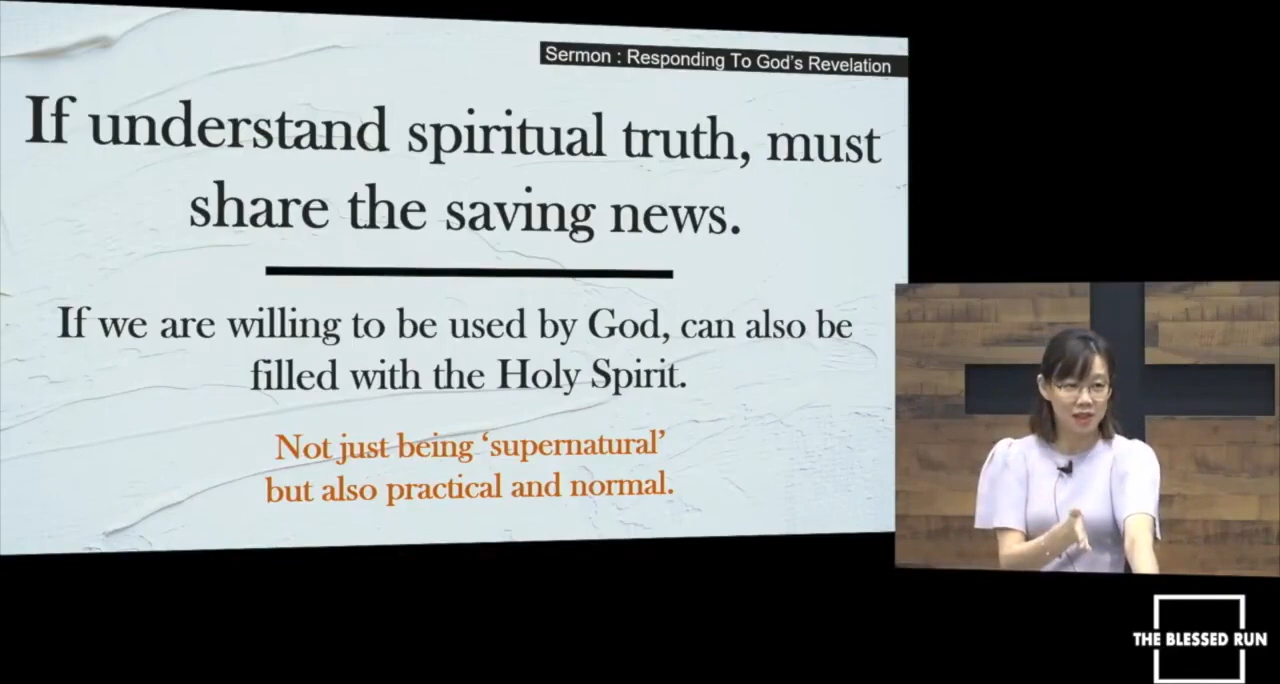 Sermon : Responding To God's Revelation
If understand spiritual truth, must
share the saving news.
If we are willing to be used by God, can also be
filled with the Holy Spirit.
Not just being ‘supernatural’
but also practical and normal.
THE BLESSED RUN